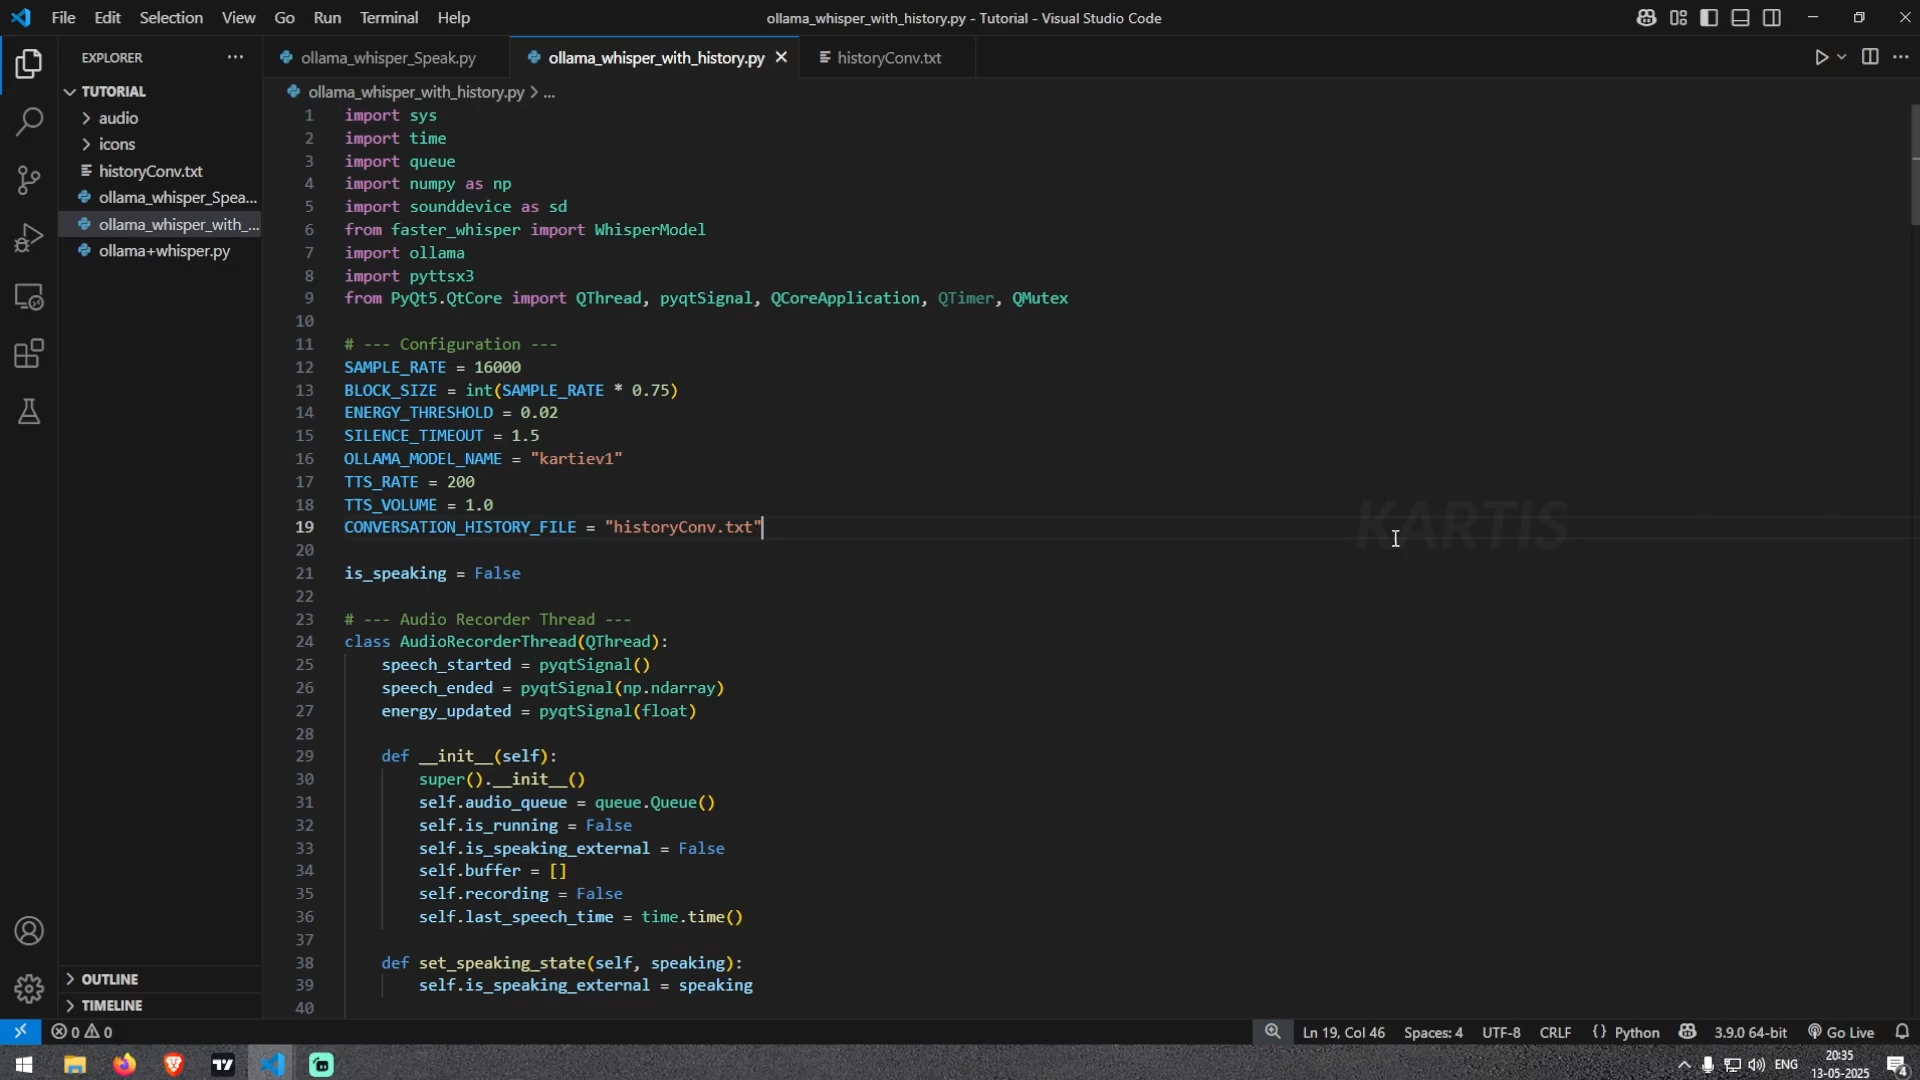 File Edit Selection View Go Run Terminal Help
ollama_whisper_with_history.py - Tutorial - Visual Studio Code
EXPLORER
TUTORIAL
audio
icons
historyConv.txt
ollama_whisper_Spea...
ollama_whisper_with_...
ollama+whisper.py
OUTLINE
TIMELINE
ollama_whisper_Speak.py
ollama_whisper_with_history.py
historyConv.txt
ollama_whisper_with_history.py > ...
1 import sys
2 import time
3 import queue
4 import numpy as np
5 import sounddevice as sd
6 from faster_whisper import WhisperModel
7 import ollama
8 import pyttsx3
9 from PyQt5.QtCore import QThread, pyqtSignal, QCoreApplication, QTimer, QMutex
10
11 # --- Configuration ---
12 SAMPLE_RATE = 16000
13 BLOCK_SIZE = int(SAMPLE_RATE * 0.75)
14 ENERGY_THRESHOLD = 0.02
15 SILENCE_TIMEOUT = 1.5
16 OLLAMA_MODEL_NAME = "kartiev1"
17 TTS_RATE = 200
18 TTS_VOLUME = 1.0
19 CONVERSATION_HISTORY_FILE = "historyConv.txt"
20
21 is_speaking = False
22
23 # --- Audio Recorder Thread ---
24 class AudioRecorderThread(QThread):
25 speech_started = pyqtSignal()
26 speech_ended = pyqtSignal(np.ndarray)
27 energy_updated = pyqtSignal(float)
28
29 def __init__(self):
30 super().__init__()
31 self.audio_queue = queue.Queue()
32 self.is_running = False
33 self.is_speaking_external = False
34 self.buffer = []
35 self.recording = False
36 self.last_speech_time = time.time()
37
38 def set_speaking_state(self, speaking):
39 self.is_speaking_external = speaking
40
KARTIS
0 0
Ln 19, Col 46 Spaces: 4 UTF-8 CRLF {} Python 3.9.0 64-bit Go Live
ENG
20:35
13-05-2025
4